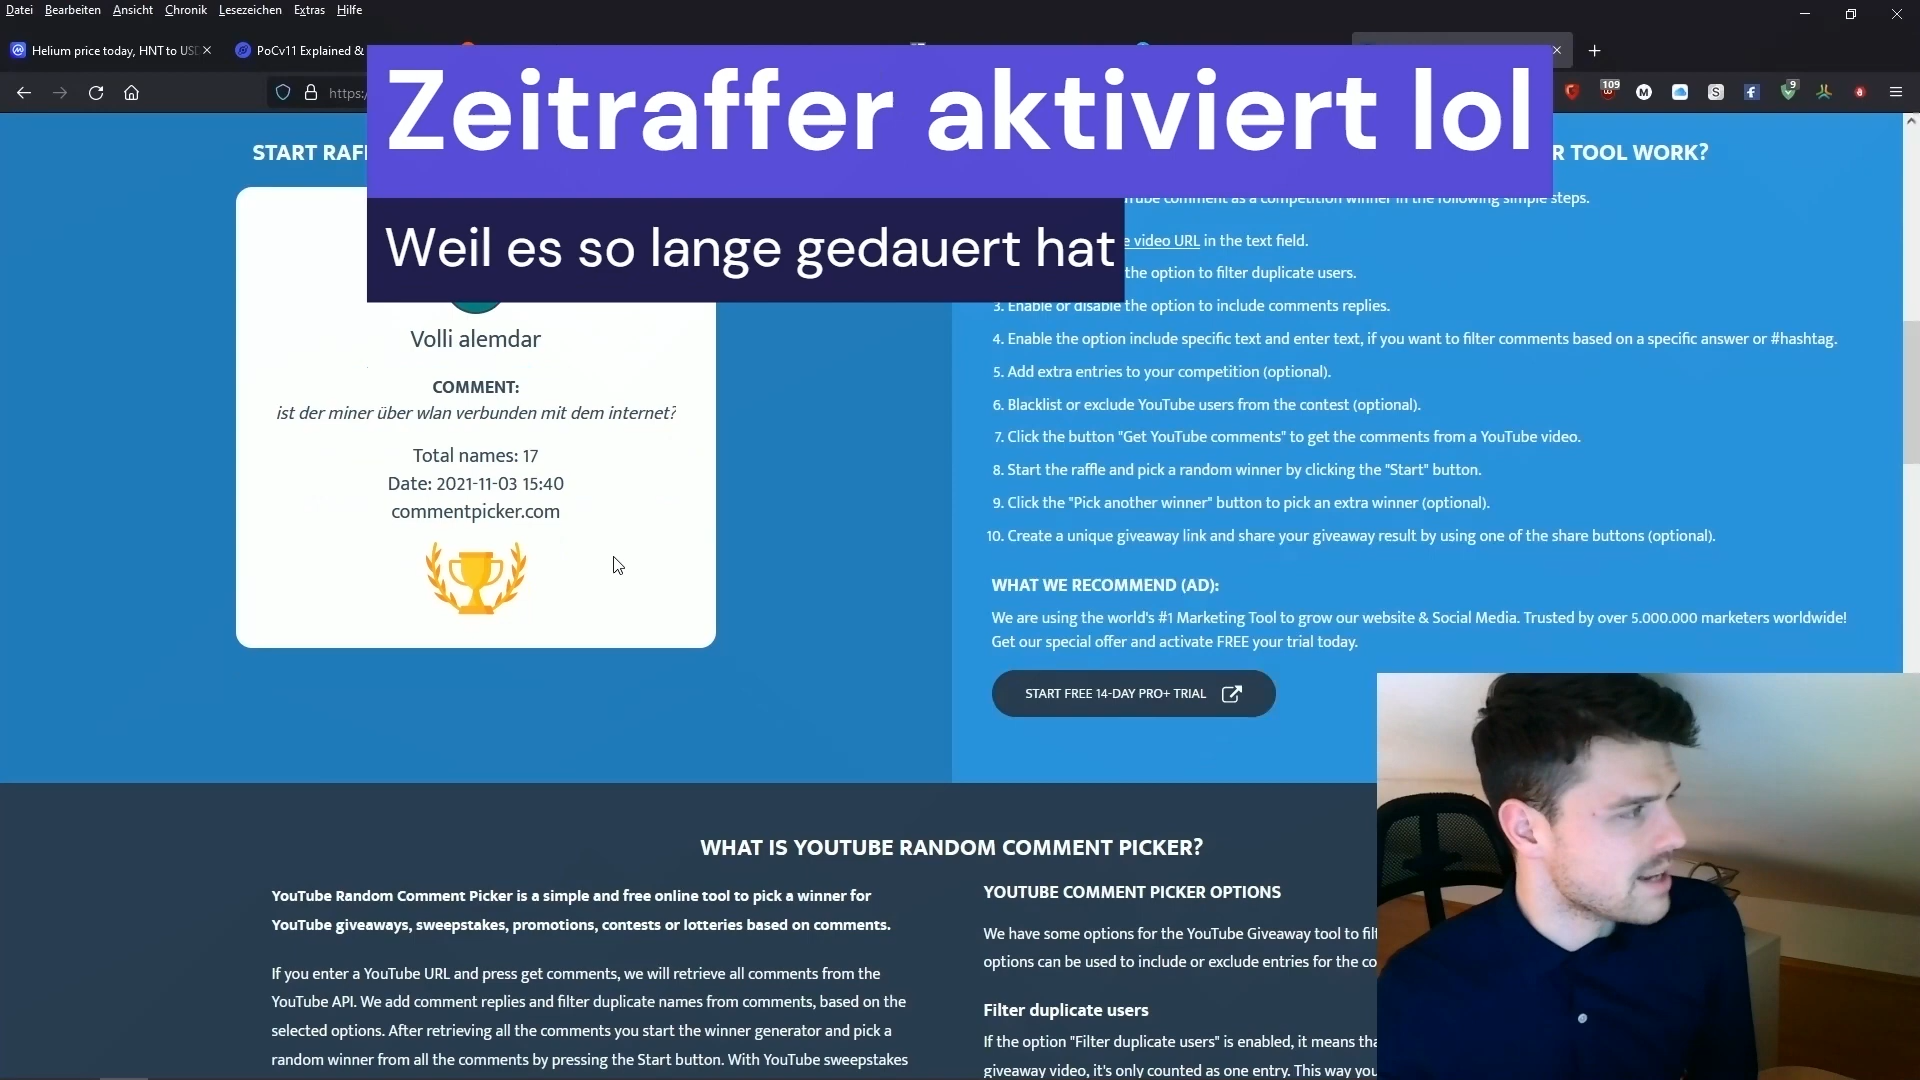 Datei Bearbeiten Ansicht Chronik Lesezeichen Extras Hilfe
Helium price today, HNT to US
PoCv11 Explained &
https:/
109
9
Zeitraffer aktiviert lol
Weil es so lange gedauert hat
START RAF
Volli alemdar
COMMENT:
ist der miner über wlan verbunden mit dem internet?
Total names: 17
Date: 2021-11-03 15:40
commentpicker.com
R TOOL WORK?
comment as a competition winner in the following simple steps.
e video URL in the text field.
the option to filter duplicate users.
3. Enable or disable the option to include comments replies.
4. Enable the option include specific text and enter text, if you want to filter comments based on a specific answer or #hashtag.
5. Add extra entries to your competition (optional).
6. Blacklist or exclude YouTube users from the contest (optional).
7. Click the button "Get YouTube comments" to get the comments from a YouTube video.
8. Start the raffle and pick a random winner by clicking the "Start" button.
9. Click the "Pick another winner" button to pick an extra winner (optional).
10. Create a unique giveaway link and share your giveaway result by using one of the share buttons (optional).
WHAT WE RECOMMEND (AD):
We are using the world's #1 Marketing Tool to grow our website & Social Media. Trusted by over 5.000.000 marketers worldwide!
Get our special offer and activate FREE your trial today.
START FREE 14-DAY PRO+ TRIAL
WHAT IS YOUTUBE RANDOM COMMENT PICKER?
YouTube Random Comment Picker is a simple and free online tool to pick a winner for
YouTube giveaways, sweepstakes, promotions, contests or lotteries based on comments.
If you enter a YouTube URL and press get comments, we will retrieve all comments from the
YouTube API. We add comment replies and filter duplicate names from comments, based on the
selected options. After retrieving all the comments you start the winner generator and pick a
random winner from all the comments by pressing the Start button. With YouTube sweepstakes
YOUTUBE COMMENT PICKER OPTIONS
We have some options for the YouTube Giveaway tool to filt
options can be used to include or exclude entries for the co
Filter duplicate users
If the option "Filter duplicate users" is enabled, it means tha
giveaway video, it's only counted as one entry. This way you